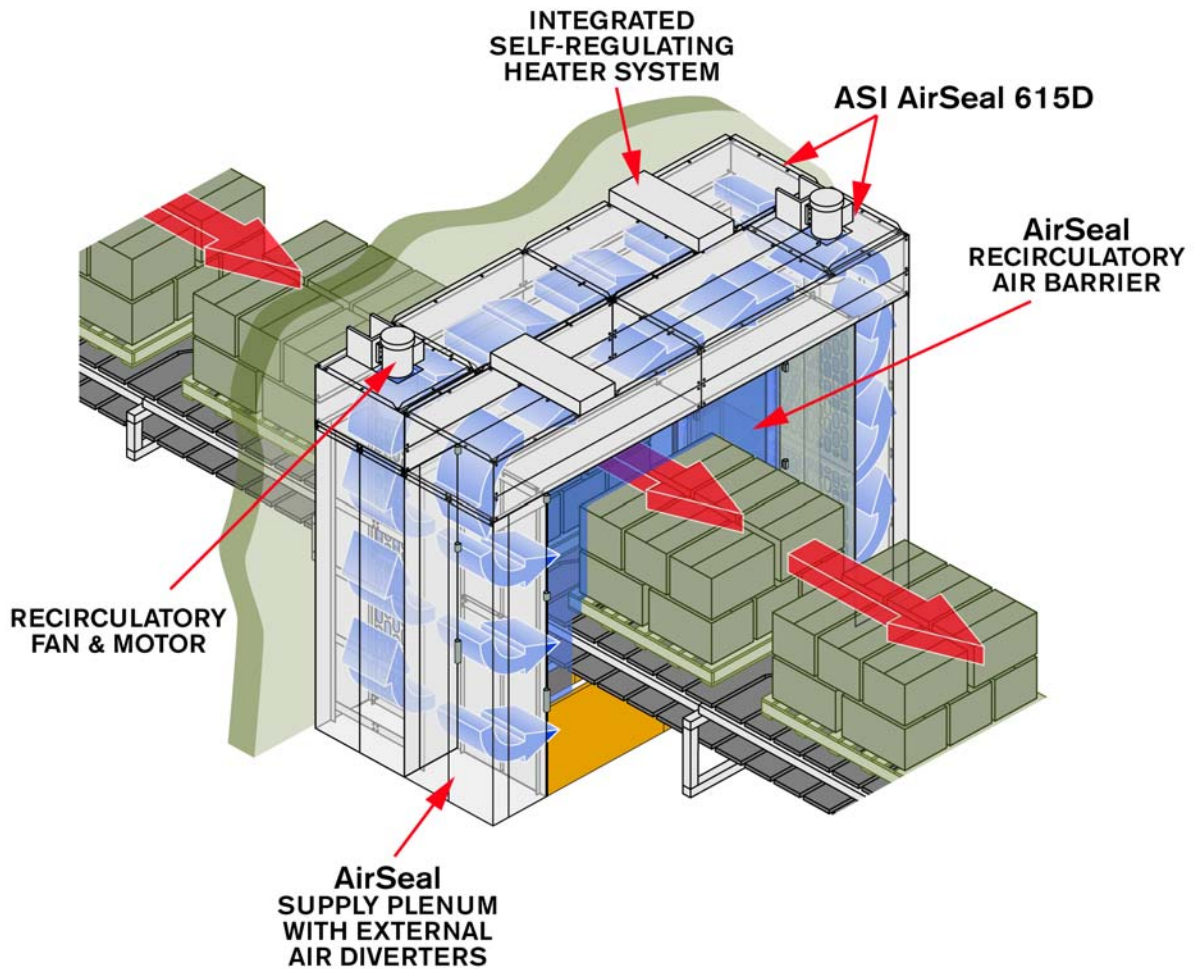 INTEGRATED
SELF-REGULATING
HEATER SYSTEM
ASI AirSeal 615D
AirSeal
RECIRCULATORY
AIR BARRIER
RECIRCULATORY
FAN & MOTOR
AirSeal
SUPPLY PLENUM
WITH EXTERNAL
AIR DIVERTERS